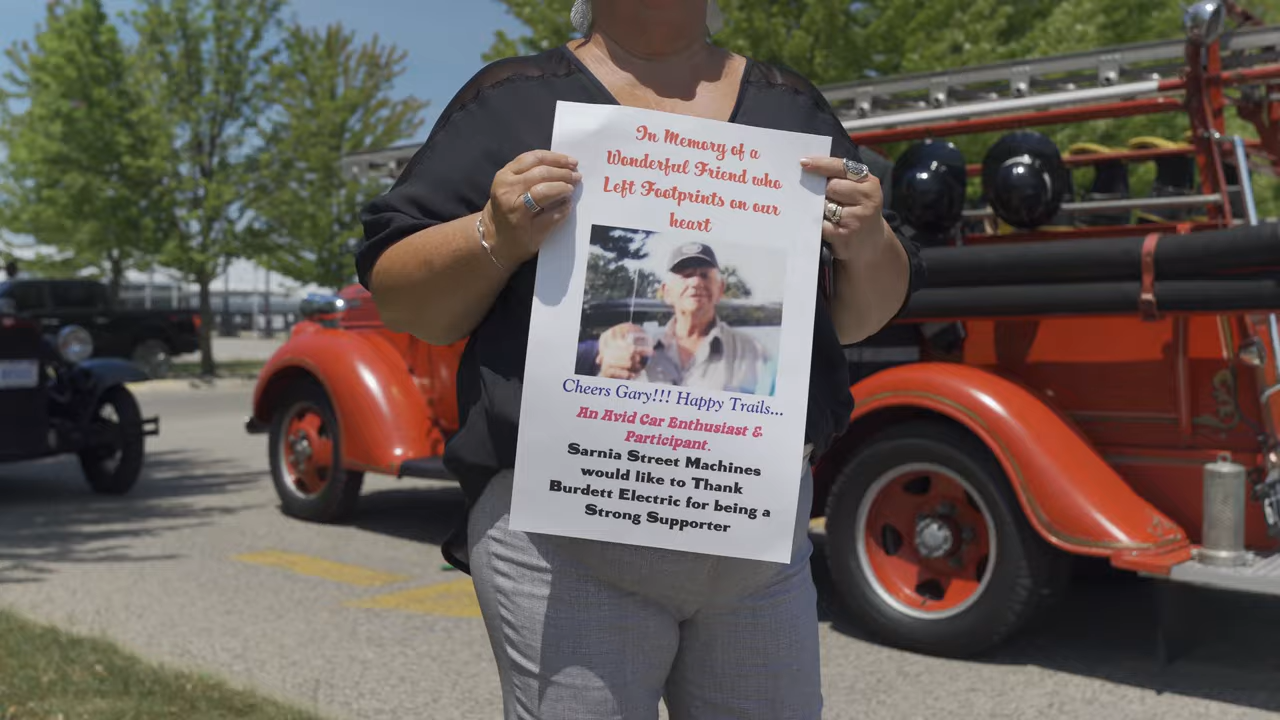 In Memory of a
Wonderful Friend who
Left Footprints on our
heart
Cheers Gary!!! Happy Trails...
An Avid Car Enthusiast &
Participant.
Sarnia Street Machines
would like to Thank
Burdett Electric for being a
Strong Supporter